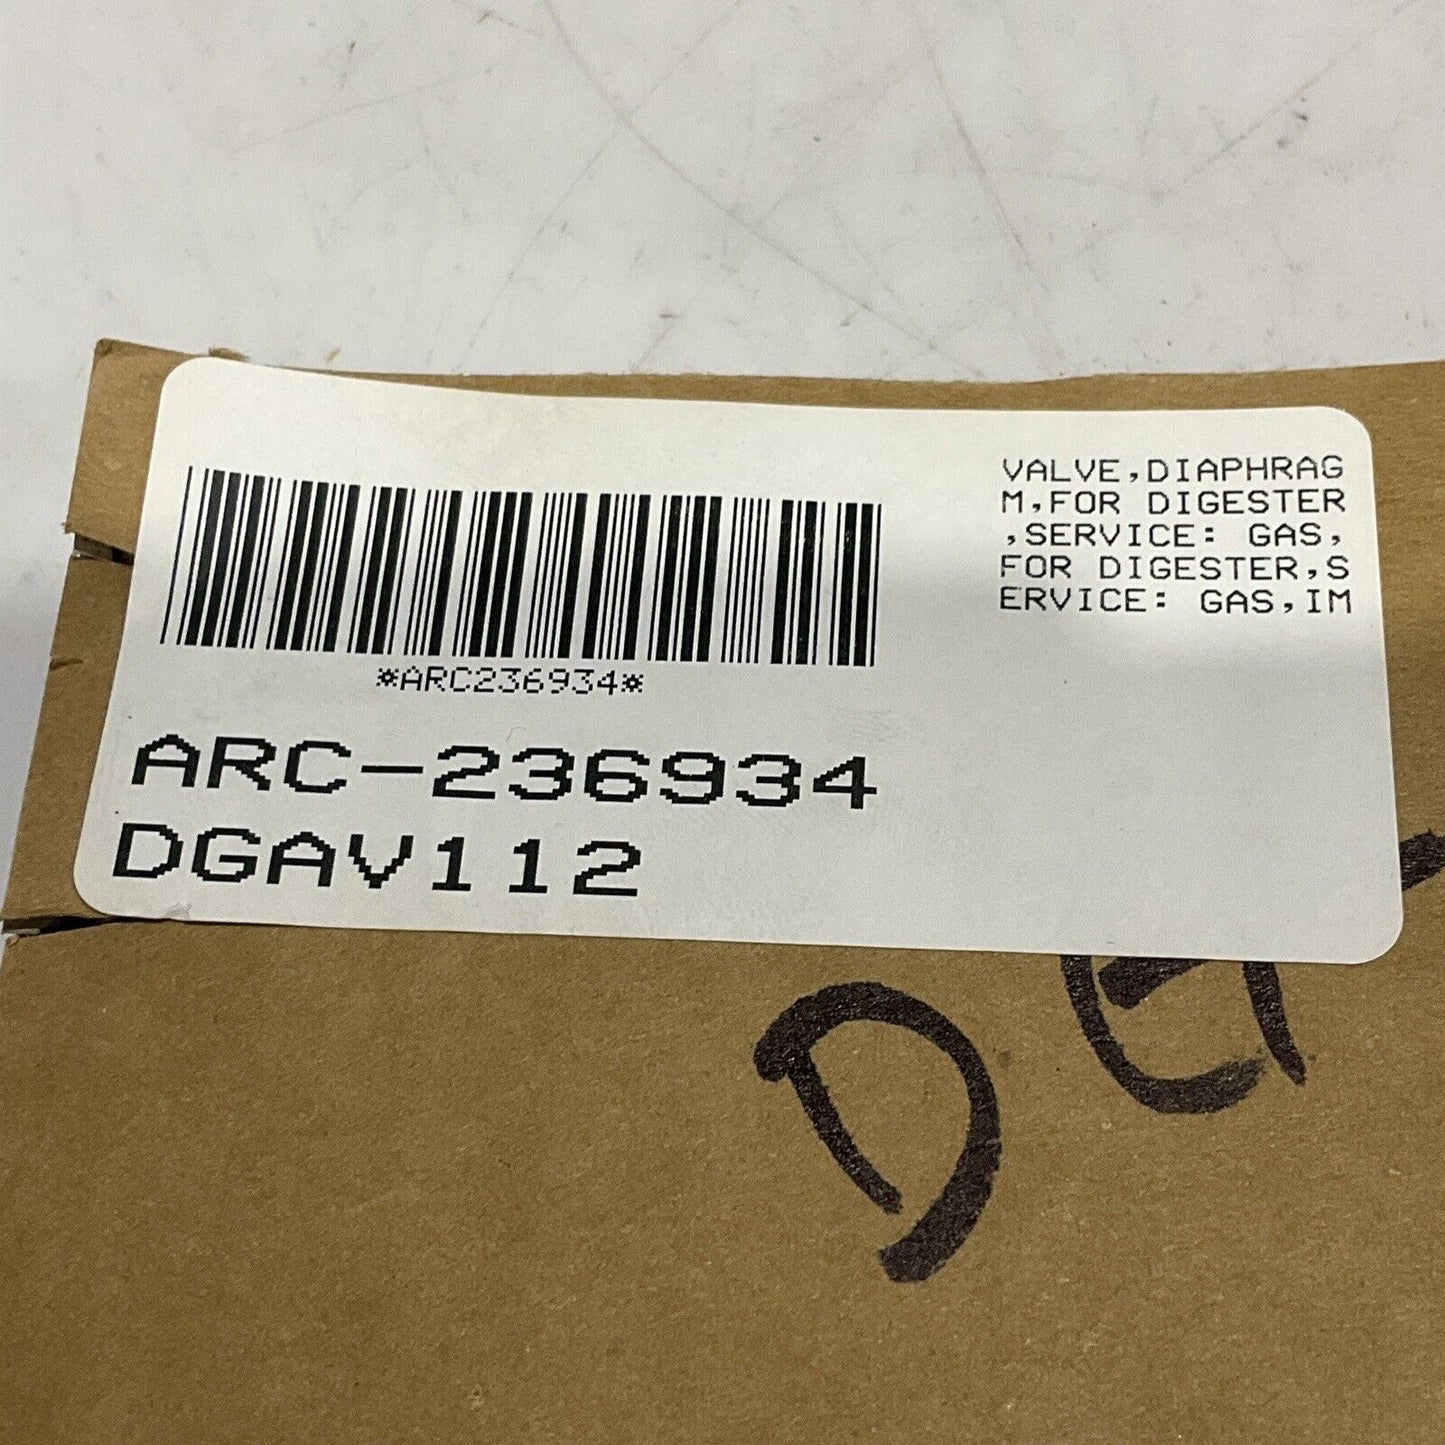 VALVE,DIAPHRAG
M,FOR DIGESTER
,SERVICE: GAS,
FOR DIGESTER,S
ERVICE: GAS,IM
*ARC236934*
ARC-236934
DGAV112